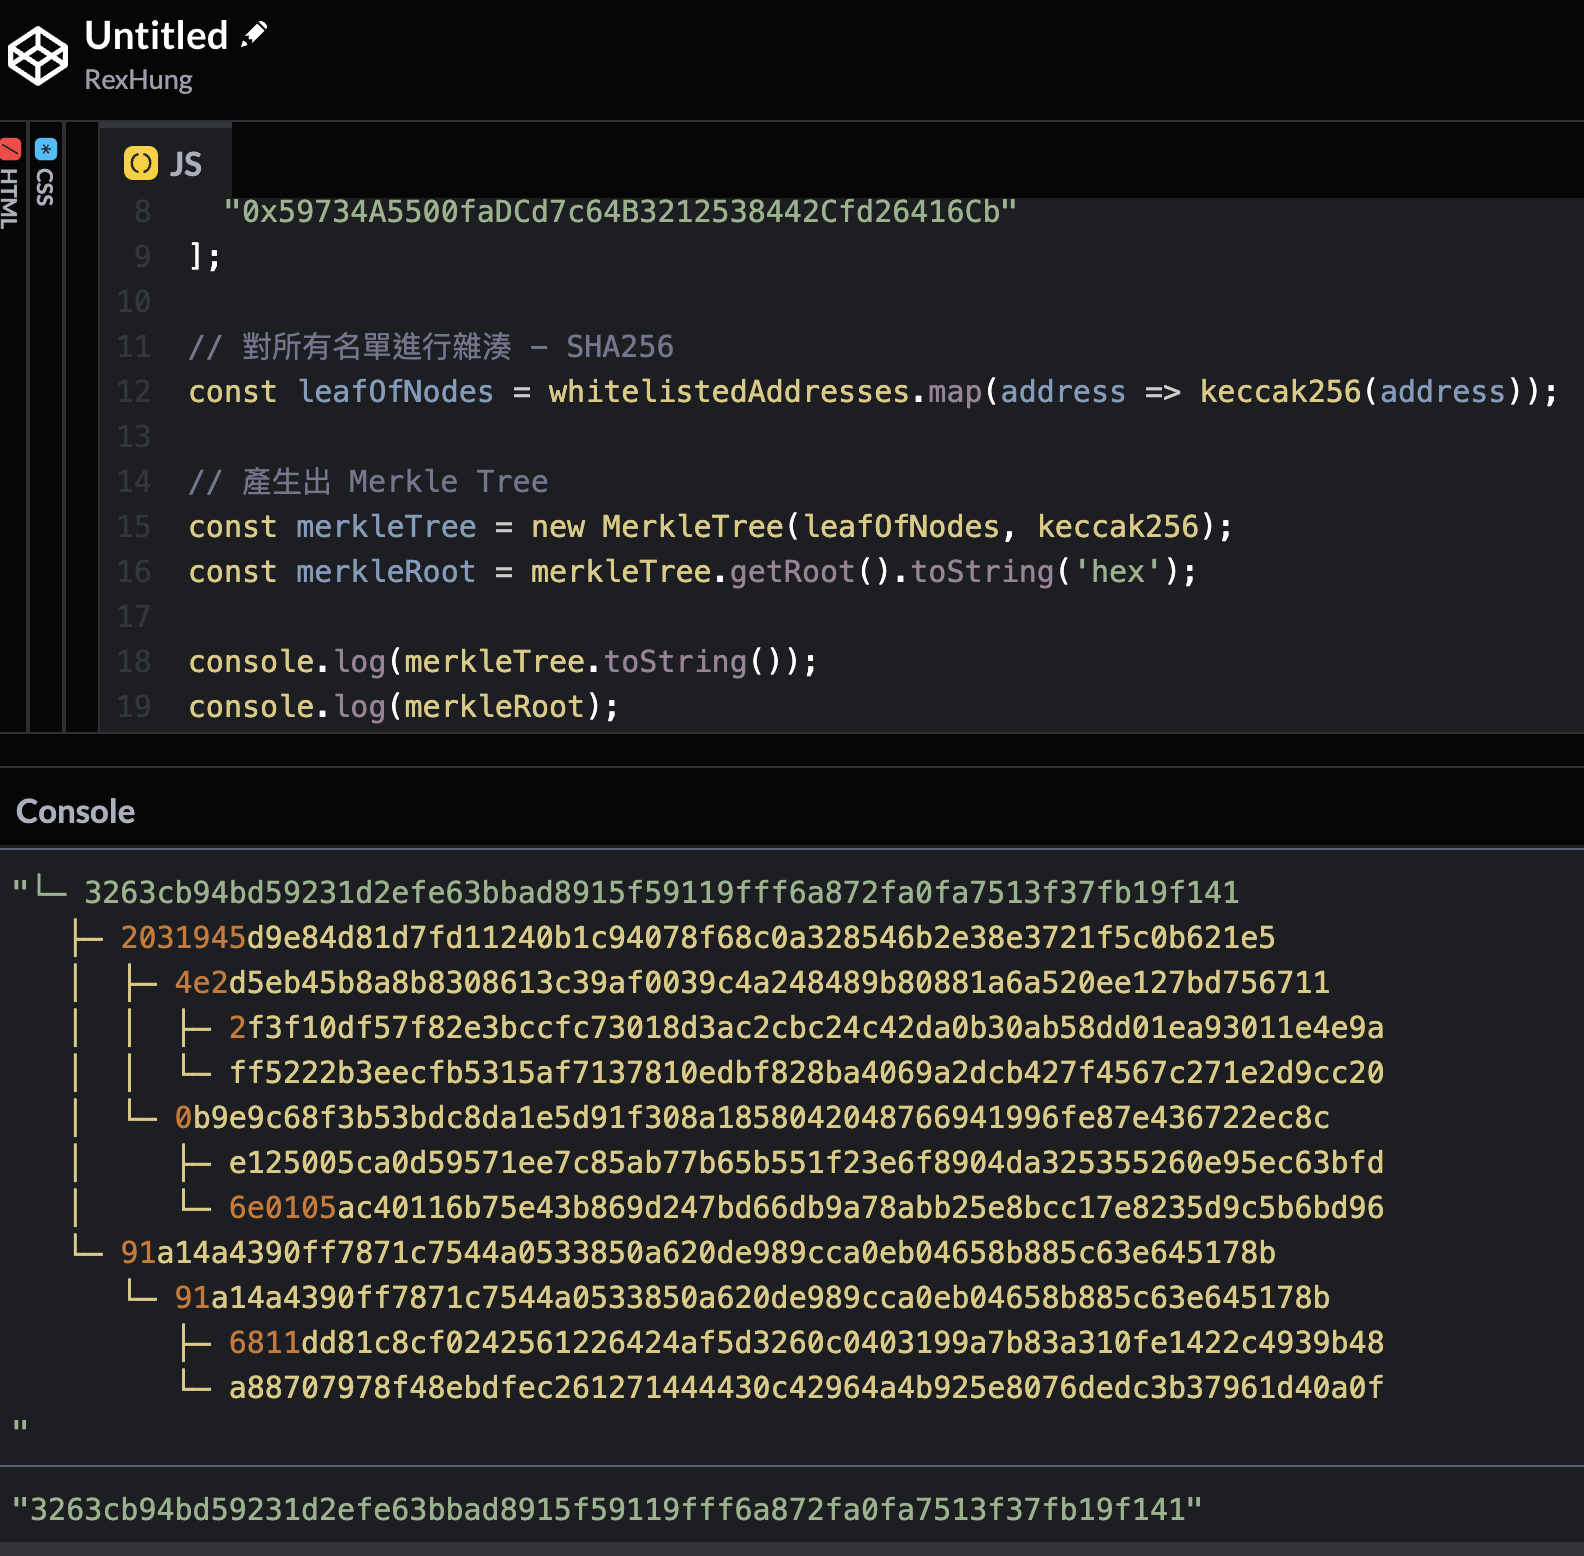 Untitled
RexHung
HTML
CSS
JS
8 "0x59734A5500faDCd7c64B3212538442Cfd26416Cb"
9 ];
10
11 // 對所有名單進行雜湊 – SHA256
12 const leafOfNodes = whitelistedAddresses.map(address => keccak256(address));
13
14 // 產生出 Merkle Tree
15 const merkleTree = new MerkleTree(leafOfNodes, keccak256);
16 const merkleRoot = merkleTree.getRoot().toString('hex');
17
18 console.log(merkleTree.toString());
19 console.log(merkleRoot);
Console
"└─ 3263cb94bd59231d2efe63bbad8915f59119fff6a872fa0fa7513f37fb19f141
├─ 2031945d9e84d81d7fd11240b1c94078f68c0a328546b2e38e3721f5c0b621e5
│  ├─ 4e2d5eb45b8a8b8308613c39af0039c4a248489b80881a6a520ee127bd756711
│  │  ├─ 2f3f10df57f82e3bccfc73018d3ac2cbc24c42da0b30ab58dd01ea93011e4e9a
│  │  └─ ff5222b3eecfb5315af7137810edbf828ba4069a2dcb427f4567c271e2d9cc20
│  └─ 0b9e9c68f3b53bdc8da1e5d91f308a1858042048766941996fe87e436722ec8c
│     ├─ e125005ca0d59571ee7c85ab77b65b551f23e6f8904da325355260e95ec63bfd
│     └─ 6e0105ac40116b75e43b869d247bd66db9a78abb25e8bcc17e8235d9c5b6bd96
└─ 91a14a4390ff7871c7544a0533850a620de989cca0eb04658b885c63e645178b
└─ 91a14a4390ff7871c7544a0533850a620de989cca0eb04658b885c63e645178b
├─ 6811dd81c8cf0242561226424af5d3260c0403199a7b83a310fe1422c4939b48
└─ a88707978f48ebdfec261271444430c42964a4b925e8076dedc3b37961d40a0f
"
"3263cb94bd59231d2efe63bbad8915f59119fff6a872fa0fa7513f37fb19f141"